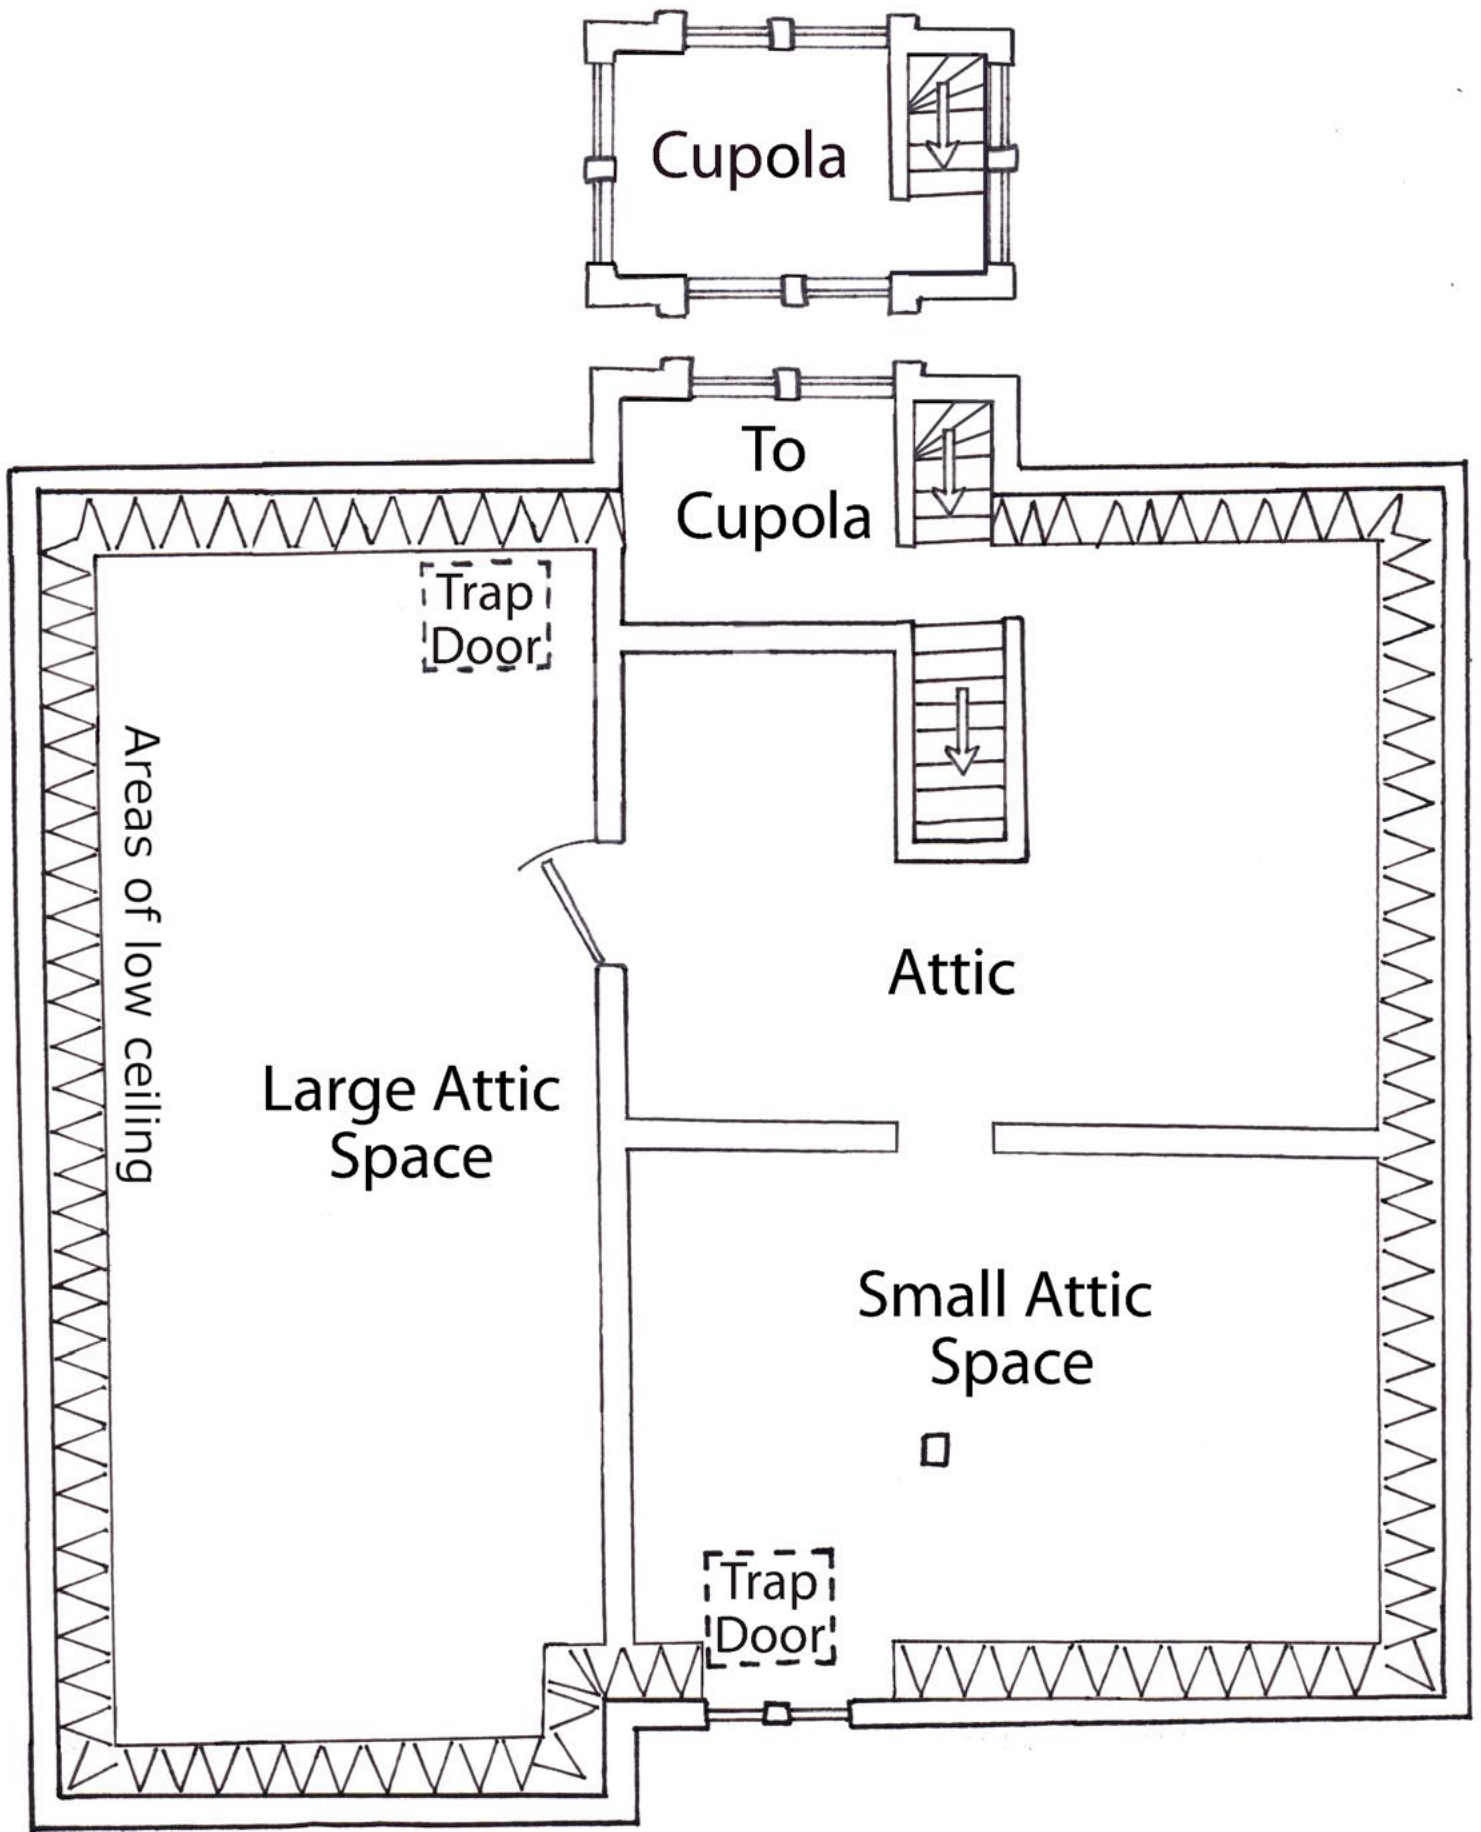 Cupola
To
Cupola
Trap
Door
Areas of low ceiling
Attic
Large Attic
Space
Small Attic
Space
Trap
Door